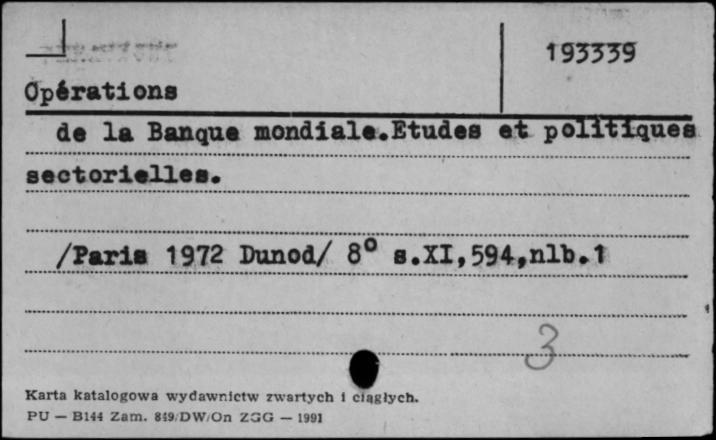 193339
Opérations
de la Banque mondiale.Etudes et politiques
sectorielles.
/Paris 1972 Dunod/ 8° s.XI,594,nlb.1
3
Karta katalogowa wydawnictw zwartych i ciągłych.
PU — B144 Zam. 849/DW/On ZGG — 1991